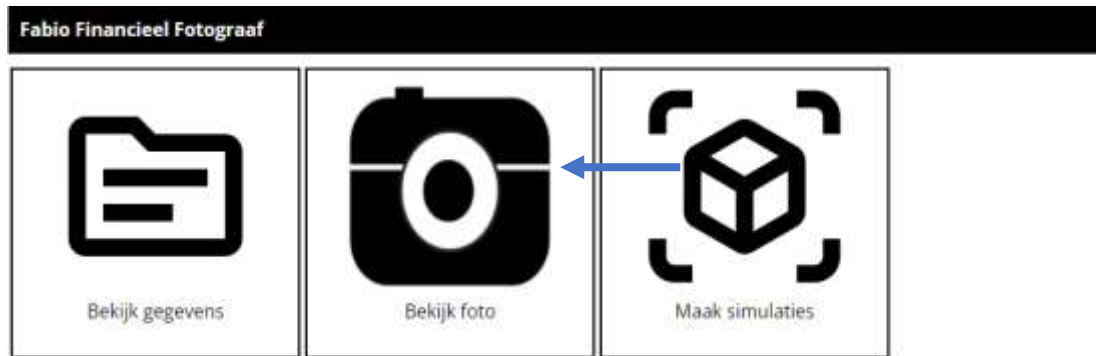 Fabio Financieel Fotograaf
Bekijk gegevens
Bekijk foto
Maak simulaties